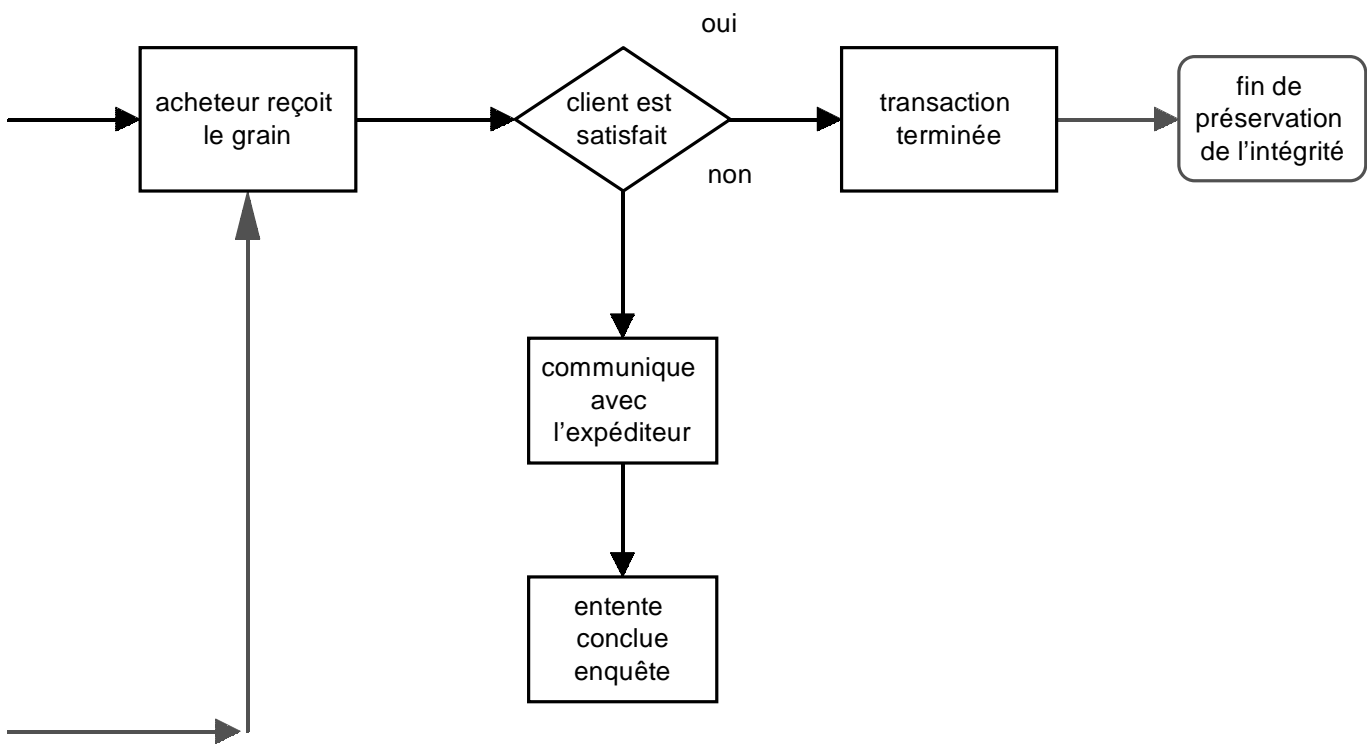 oui
acheteur reçoit
le grain
client est
satisfait
transaction
terminée
fin de
préservation
de l’intégrité
non
communique
avec
l’expéditeur
entente
conclue
enquête